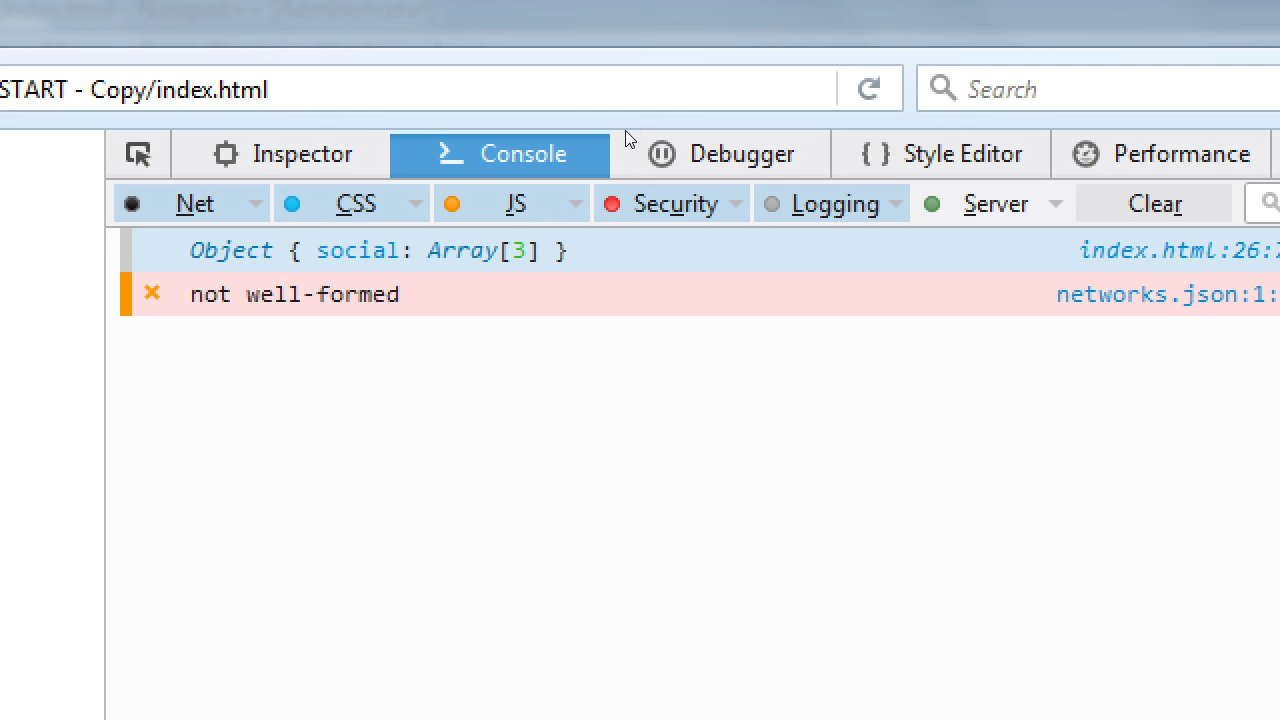 START - Copy/index.html
Search
Inspector
Console
Debugger
Style Editor
Performance
Net
CSS
JS
Security
Logging
Server
Clear
Object { social: Array[3] }
index.html:26:
not well-formed
networks.json:1: